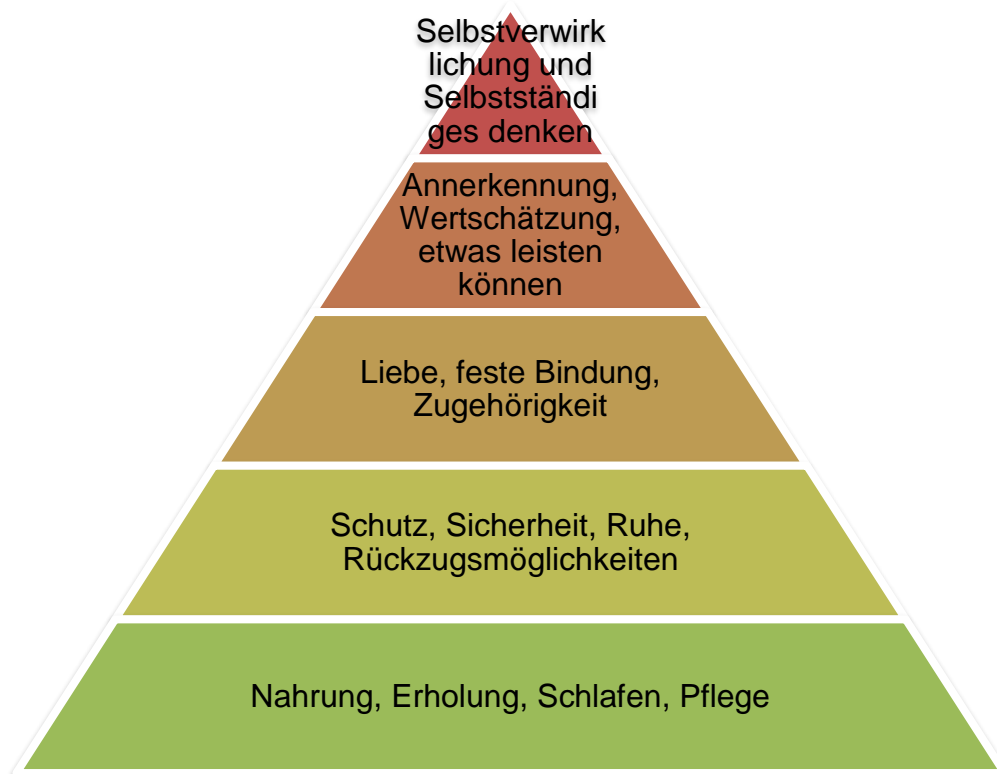 Selbstverwirk
lichung und
Selbstständi
ges denken
Annerkennung,
Wertschätzung,
etwas leisten
können
Liebe, feste Bindung,
Zugehörigkeit
Schutz, Sicherheit, Ruhe,
Rückzugsmöglichkeiten
Nahrung, Erholung, Schlafen, Pflege